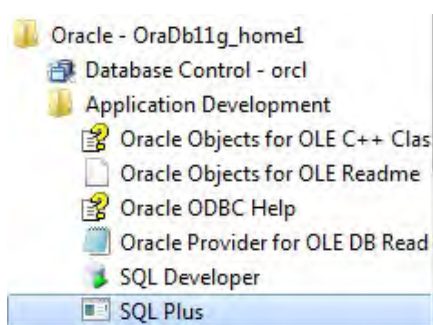 Oracle - OraDb11g_home1
Database Control - orcl
Application Development
Oracle Objects for OLE C++ Clas
Oracle Objects for OLE Readme
Oracle ODBC Help
Oracle Provider for OLE DB Read
SQL Developer
SQL Plus